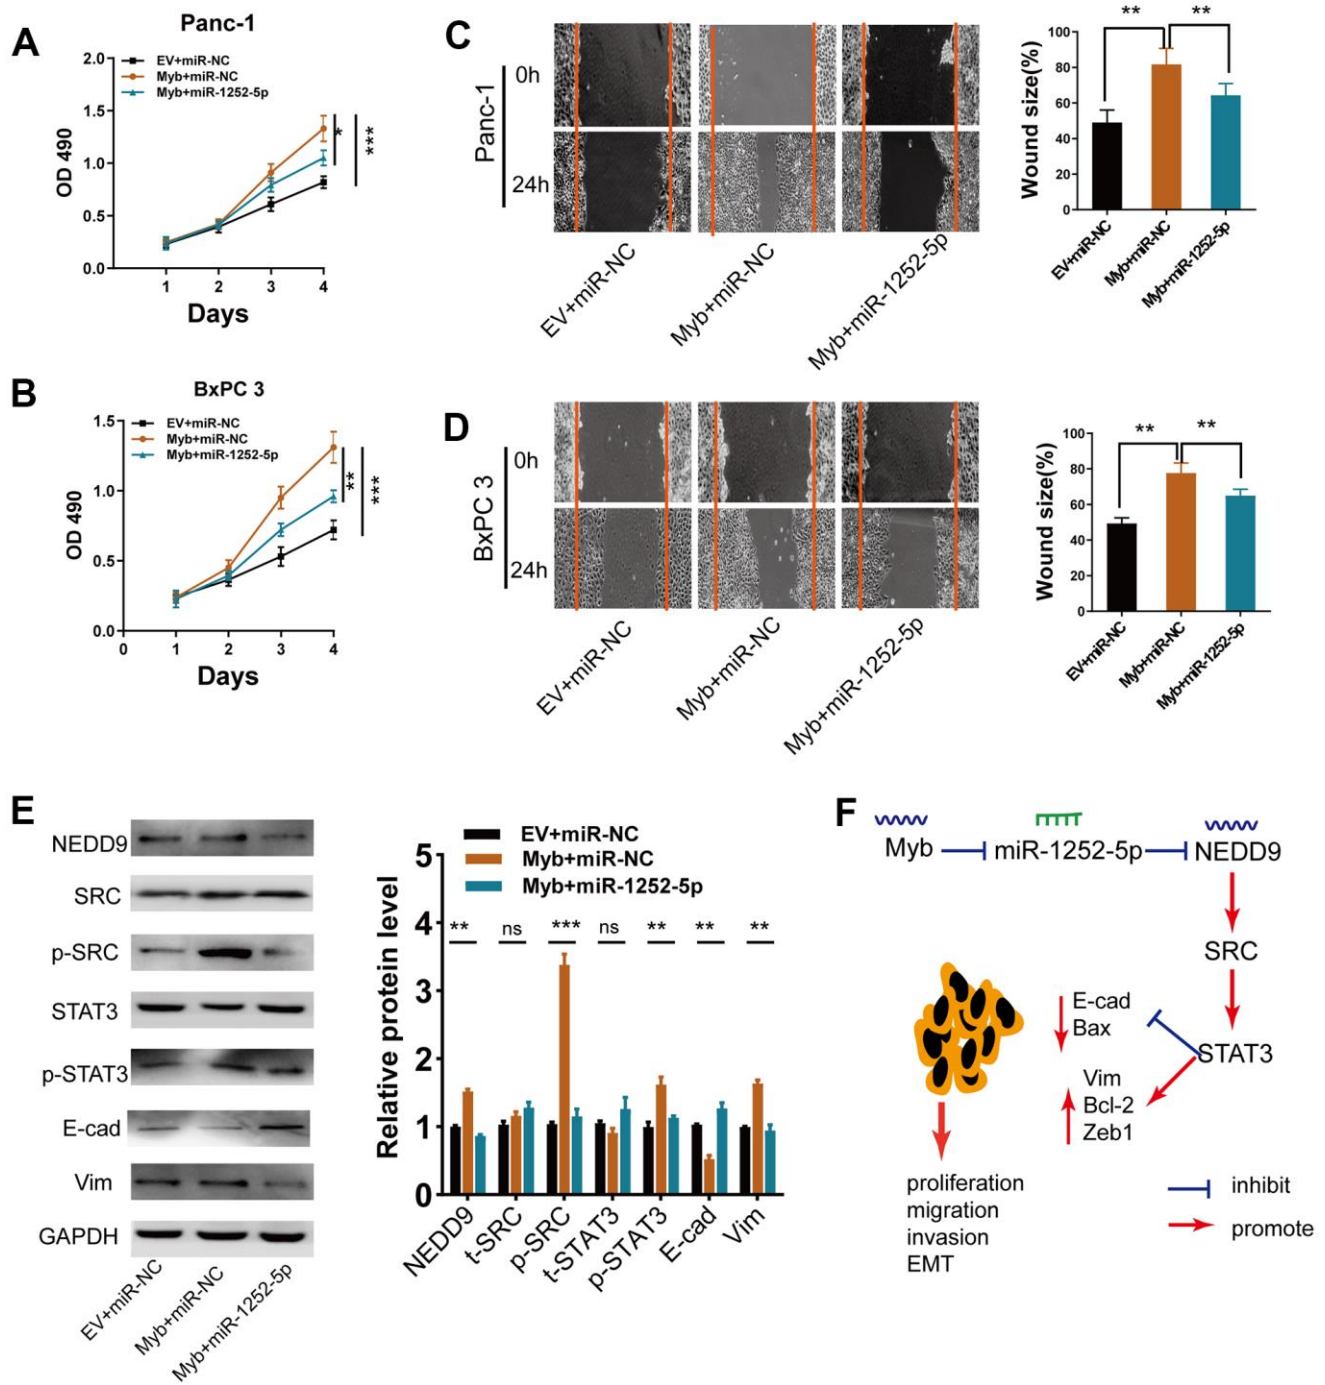 A
Panc-1
EV+miR-NC
Myb+miR-NC
Myb+miR-1252-5p
2.0
1.5
1.0
0.5
0.0
OD 490
*
***
1 2 3 4
Days
B
BxPC 3
EV+miR-NC
Myb+miR-NC
Myb+miR-1252-5p
1.5
1.0
0.5
0.0
OD 490
**
***
0 1 2 3 4
Days
C
Panc-1
0h
24h
EV+miR-NC
Myb+miR-NC
Myb+miR-1252-5p
** **
Wound size(%)
100
80
60
40
20
0
EV+miR-NC
Myb+miR-NC
Myb+miR-1252-5p
D
BxPC 3
0h
24h
EV+miR-NC
Myb+miR-NC
Myb+miR-1252-5p
** **
Wound size(%)
100
80
60
40
20
0
EV+miR-NC
Myb+miR-NC
Myb+miR-1252-5p
E
NEDD9
SRC
p-SRC
STAT3
p-STAT3
E-cad
Vim
GAPDH
EV+miR-NC
Myb+miR-NC
Myb+miR-1252-5p
EV+miR-NC
Myb+miR-NC
Myb+miR-1252-5p
Relative protein level
5
4
3
2
1
0
** ns *** ns ** ** **
NEDD9
t-SRC
p-SRC
t-STAT3
p-STAT3
E-cad
Vim
F
Myb miR-1252-5p NEDD9
SRC
STAT3
E-cad
Bax
Vim
Bcl-2
Zeb1
proliferation
migration
invasion
EMT
inhibit
promote